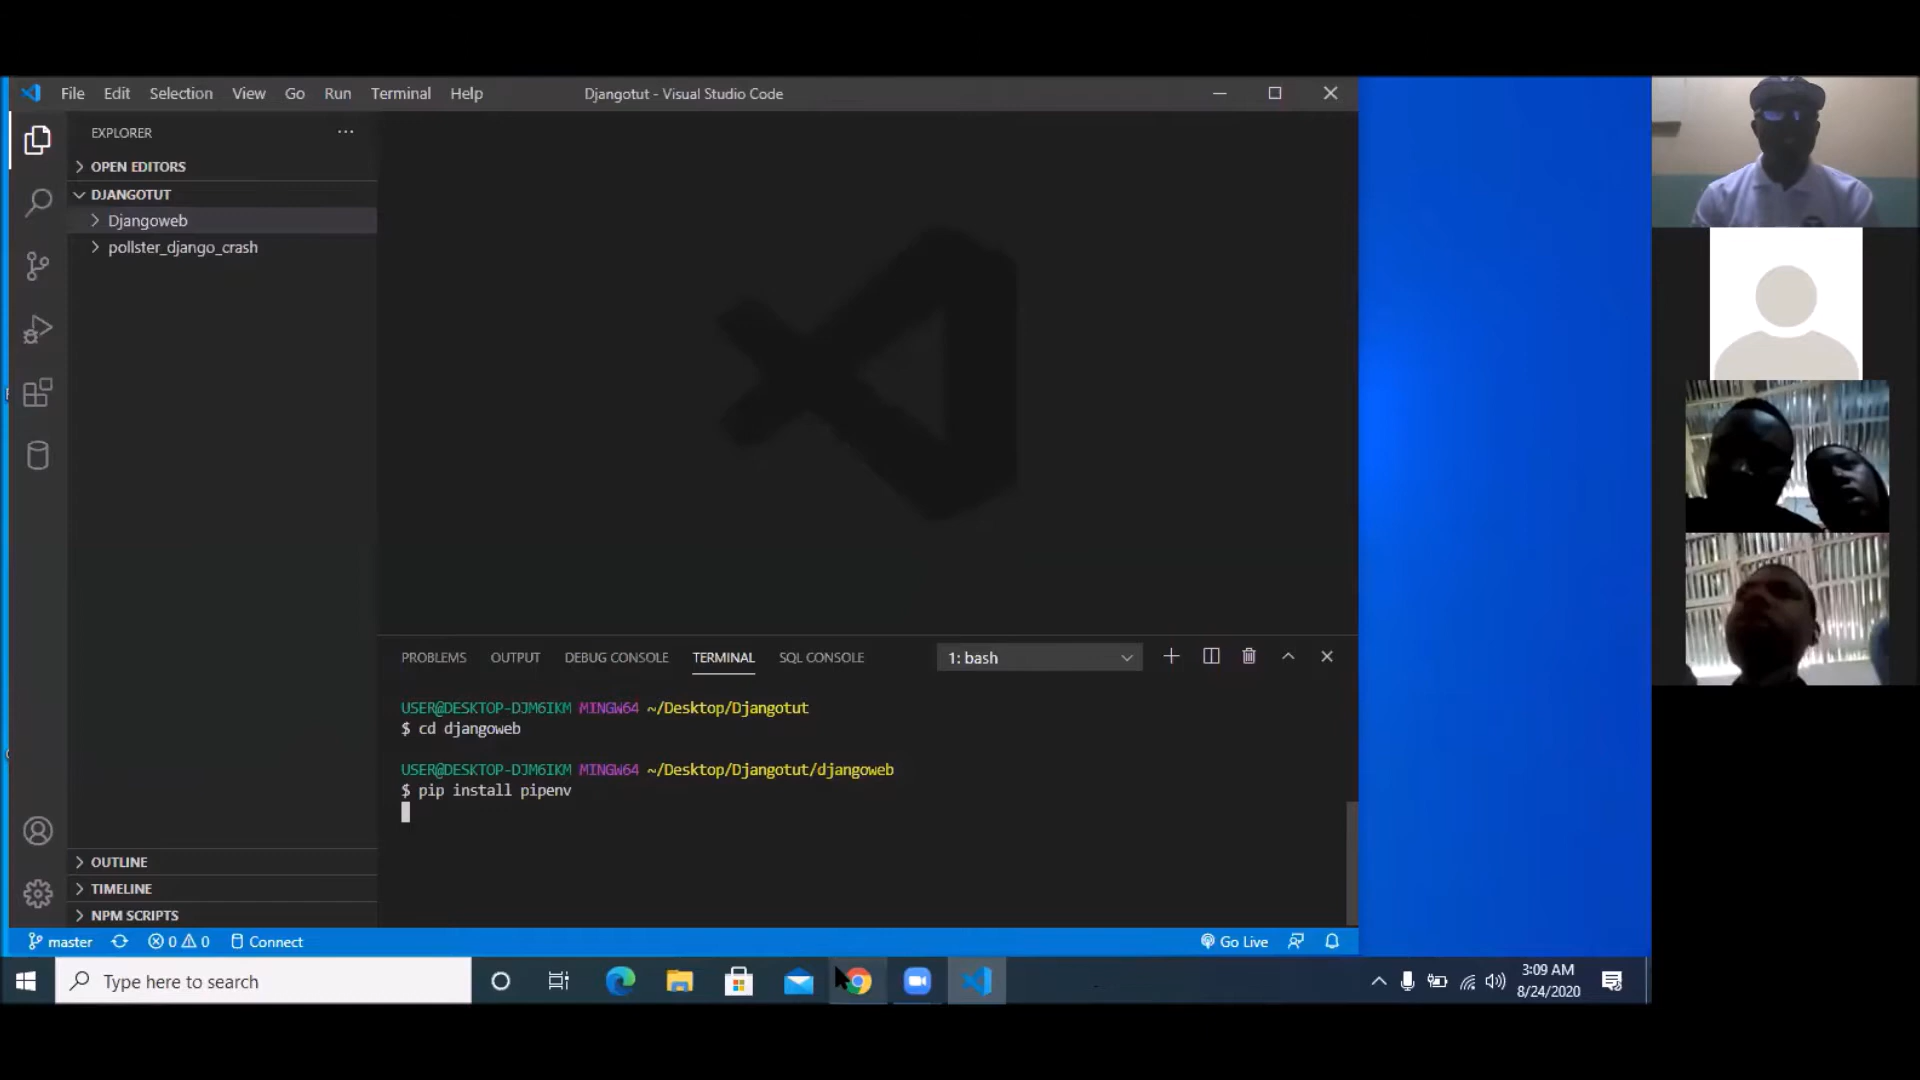 File Edit Selection View Go Run Terminal Help
Djangotut - Visual Studio Code
EXPLORER
OPEN EDITORS
DJANGOTUT
Djangoweb
pollster_django_crash
PROBLEMS OUTPUT DEBUG CONSOLE TERMINAL SQL CONSOLE
1: bash
USER@DESKTOP-DJM6IKM MINGW64 ~/Desktop/Djangotut
$ cd djangoweb
USER@DESKTOP-DJM6IKM MINGW64 ~/Desktop/Djangotut/djangoweb
$ pip install pipenv
OUTLINE
TIMELINE
NPM SCRIPTS
master 0 0 Connect
Go Live
Type here to search
3:09 AM
8/24/2020